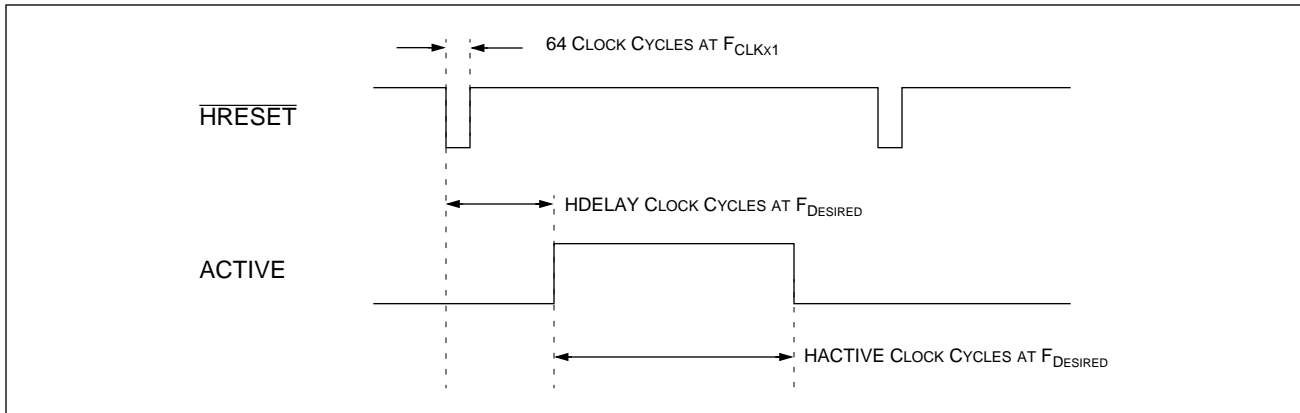 64 CLOCK CYCLES AT FCLKx1
HRESET
HDELAY CLOCK CYCLES AT FDESIRED
ACTIVE
HACTIVE CLOCK CYCLES AT FDESIRED